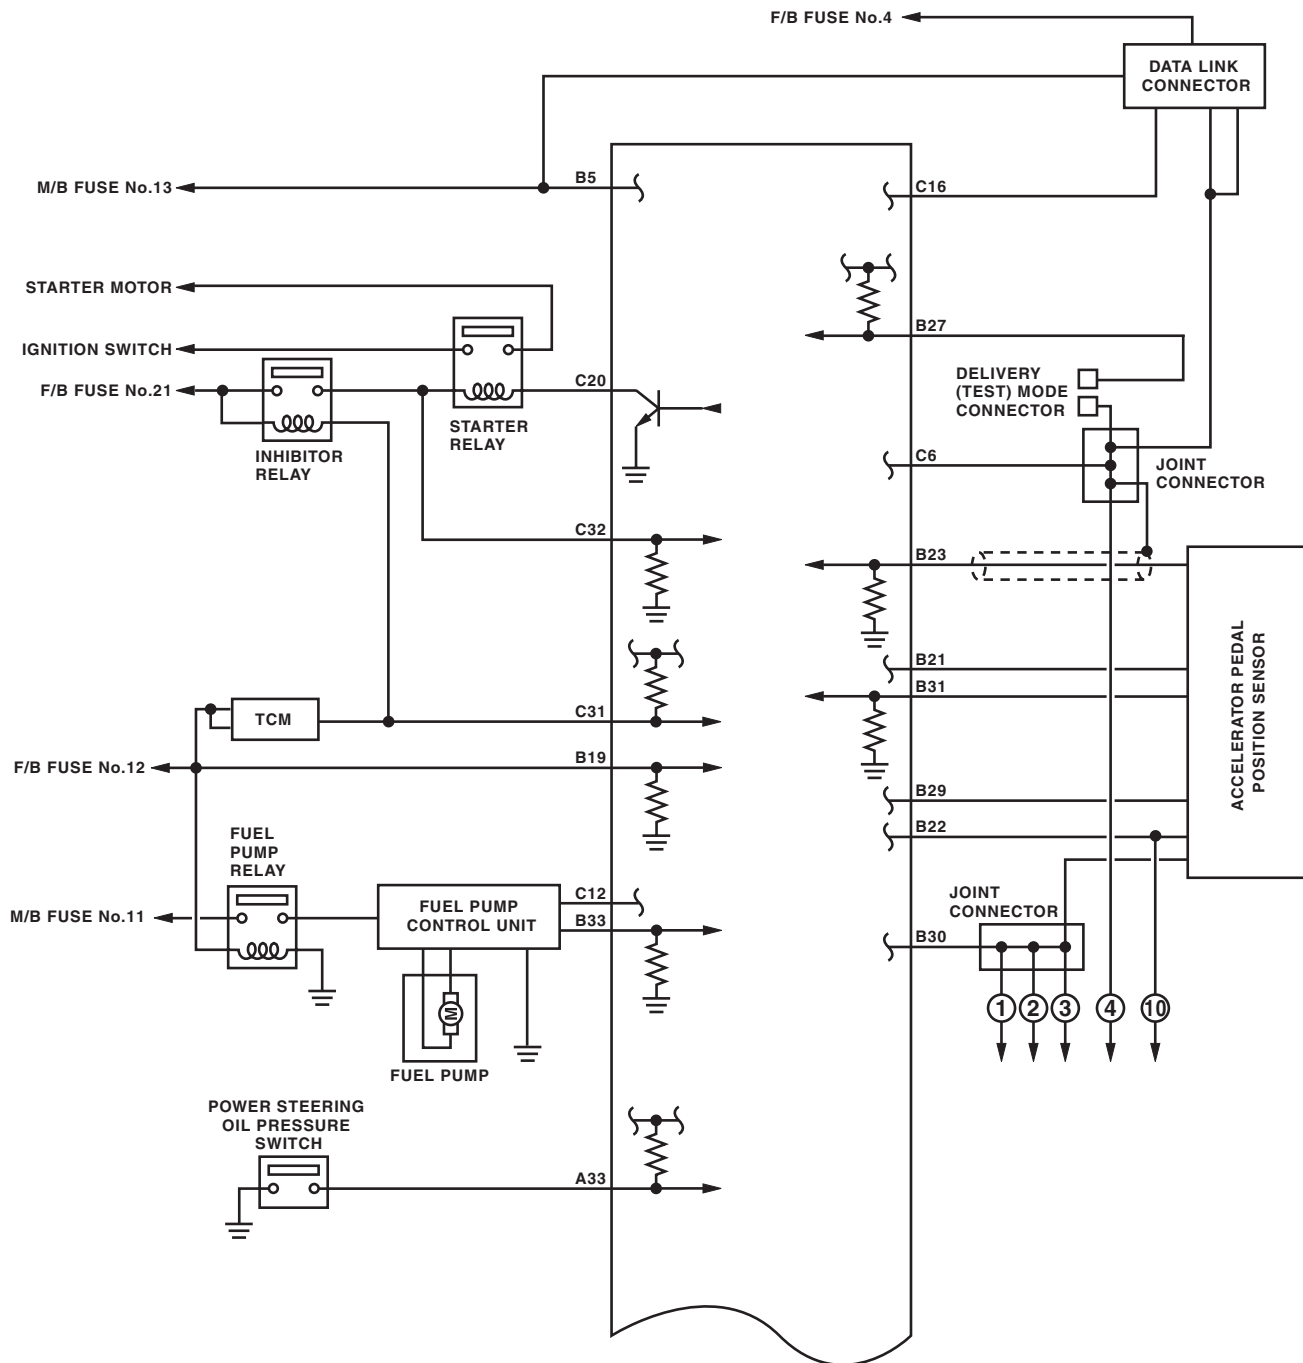 F/B FUSE No.4
DATA LINK
CONNECTOR
M/B FUSE No.13
B5
C16
STARTER MOTOR
B27
IGNITION SWITCH
F/B FUSE No.21
C20
DELIVERY
(TEST) MODE
CONNECTOR
STARTER
RELAY
INHIBITOR
RELAY
C6
JOINT
CONNECTOR
C32
B23
ACCELERATOR PEDAL
POSITION SENSOR
B21
B31
TCM
C31
F/B FUSE No.12
B19
B29
B22
FUEL
PUMP
RELAY
M/B FUSE No.11
FUEL PUMP
CONTROL UNIT
C12
B33
JOINT
CONNECTOR
B30
M
1 2 3 4 10
FUEL PUMP
POWER STEERING
OIL PRESSURE
SWITCH
A33